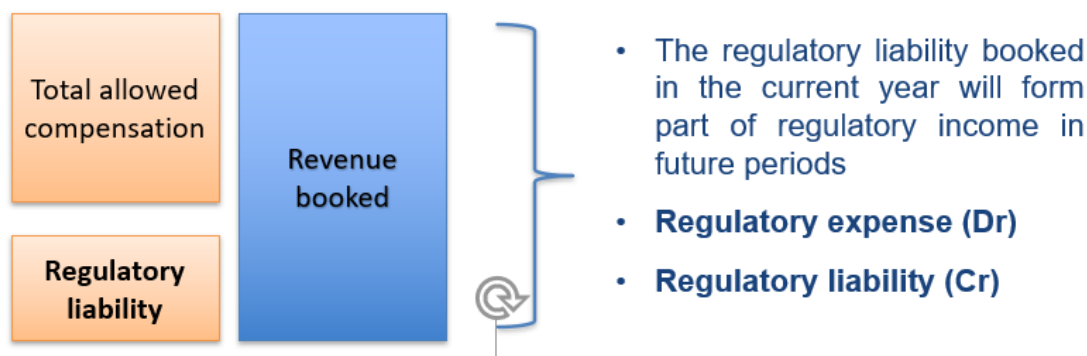 Total allowed
compensation
Regulatory
liability
Revenue
booked
• The regulatory liability booked
in the current year will form
part of regulatory income in
future periods
• Regulatory expense (Dr)
• Regulatory liability (Cr)